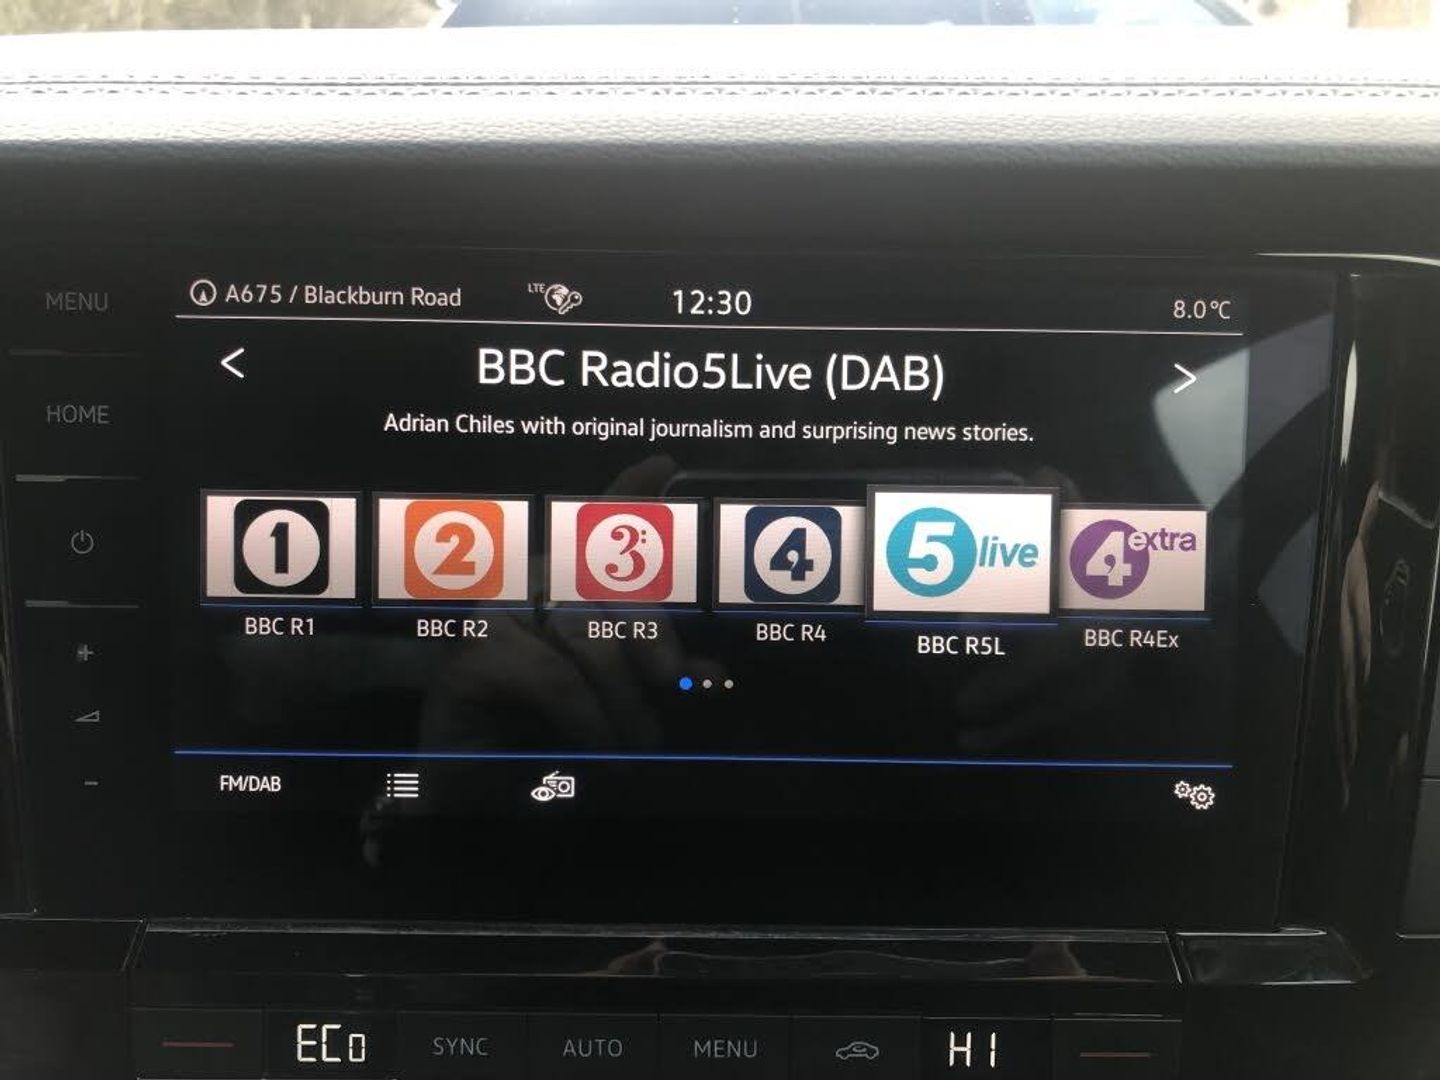 MENU
A675 / Blackburn Road
LTE
12:30
8.0°C
<
BBC Radio5Live (DAB)
>
Adrian Chiles with original journalism and surprising news stories.
HOME
1
2
3:
4
5 live
4 extra
BBC R1
BBC R2
BBC R3
BBC R4
BBC R5L
BBC R4Ex
+
-
FM/DAB
ECo
SYNC
AUTO
MENU
HI